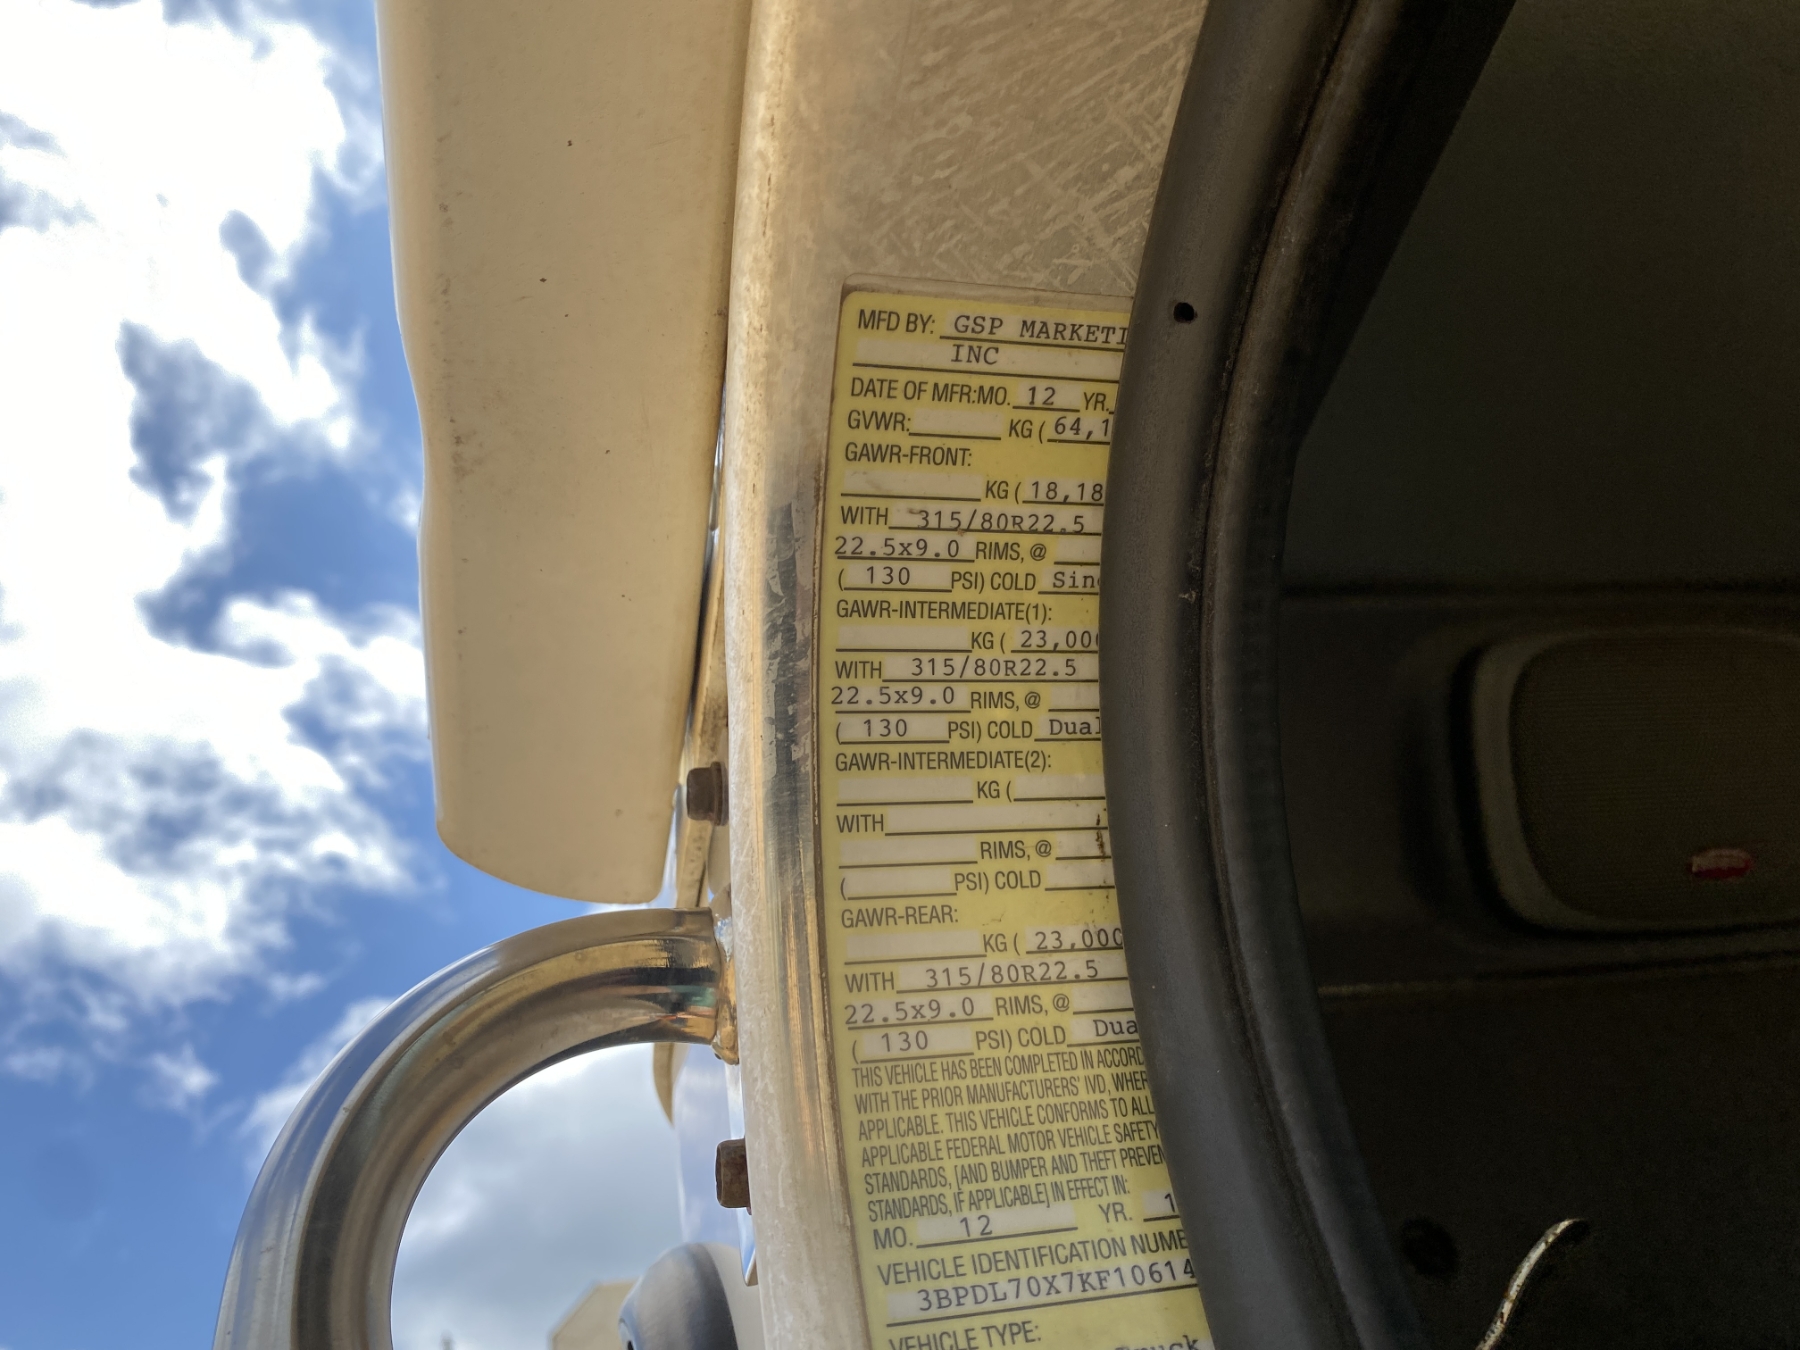 MFD BY: GSP MARKETI
INC
DATE OF MFR:MO. 12 YR.
GVWR: KG ( 64,1
GAWR-FRONT:
KG ( 18,18
WITH 315/80R22.5
22.5x9.0 RIMS, @
( 130 PSI) COLD Sin
GAWR-INTERMEDIATE(1):
KG ( 23,000
WITH 315/80R22.5
22.5x9.0 RIMS, @
( 130 PSI) COLD Dual
GAWR-INTERMEDIATE(2):
KG (
WITH
RIMS, @
( PSI) COLD
GAWR-REAR:
KG ( 23,000
WITH 315/80R22.5
22.5x9.0 RIMS, @
( 130 PSI) COLD Dua
THIS VEHICLE HAS BEEN COMPLETED IN ACCORD
WITH THE PRIOR MANUFACTURERS' IVD, WHER
APPLICABLE. THIS VEHICLE CONFORMS TO ALL
APPLICABLE FEDERAL MOTOR VEHICLE SAFETY
STANDARDS, [AND BUMPER AND THEFT PREVEN
STANDARDS, IF APPLICABLE] IN EFFECT IN:
MO. 12 YR. 1
VEHICLE IDENTIFICATION NUMBE
3BPDL70X7KF10614
VEHICLE TYPE:
Truck